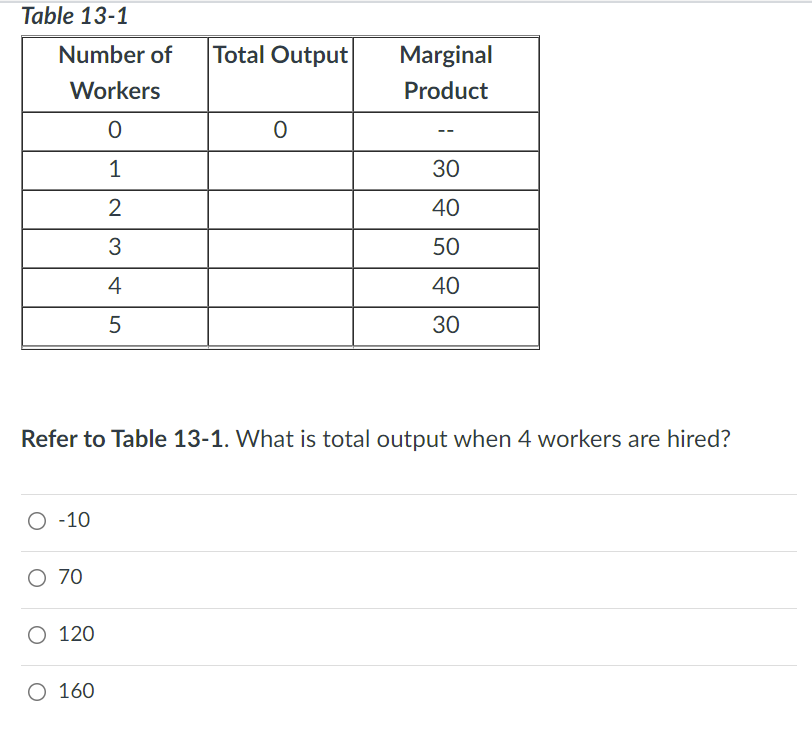 Table 13-1
Number of Workers Total Output Marginal Product
0 0 --
1 30
2 40
3 50
4 40
5 30
Refer to Table 13-1. What is total output when 4 workers are hired?
-10
70
120
160